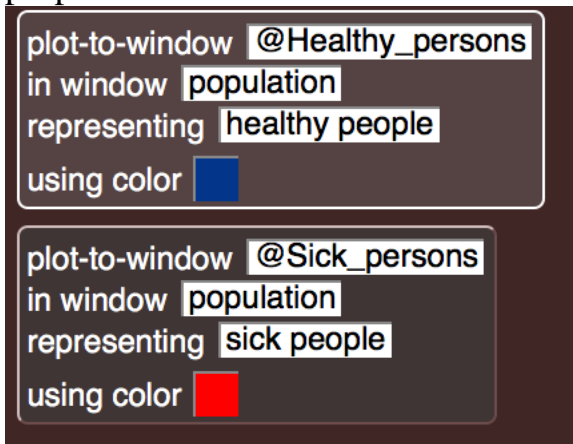 plot-to-window @Healthy_persons
in window population
representing healthy people
using color
plot-to-window @Sick_persons
in window population
representing sick people
using color